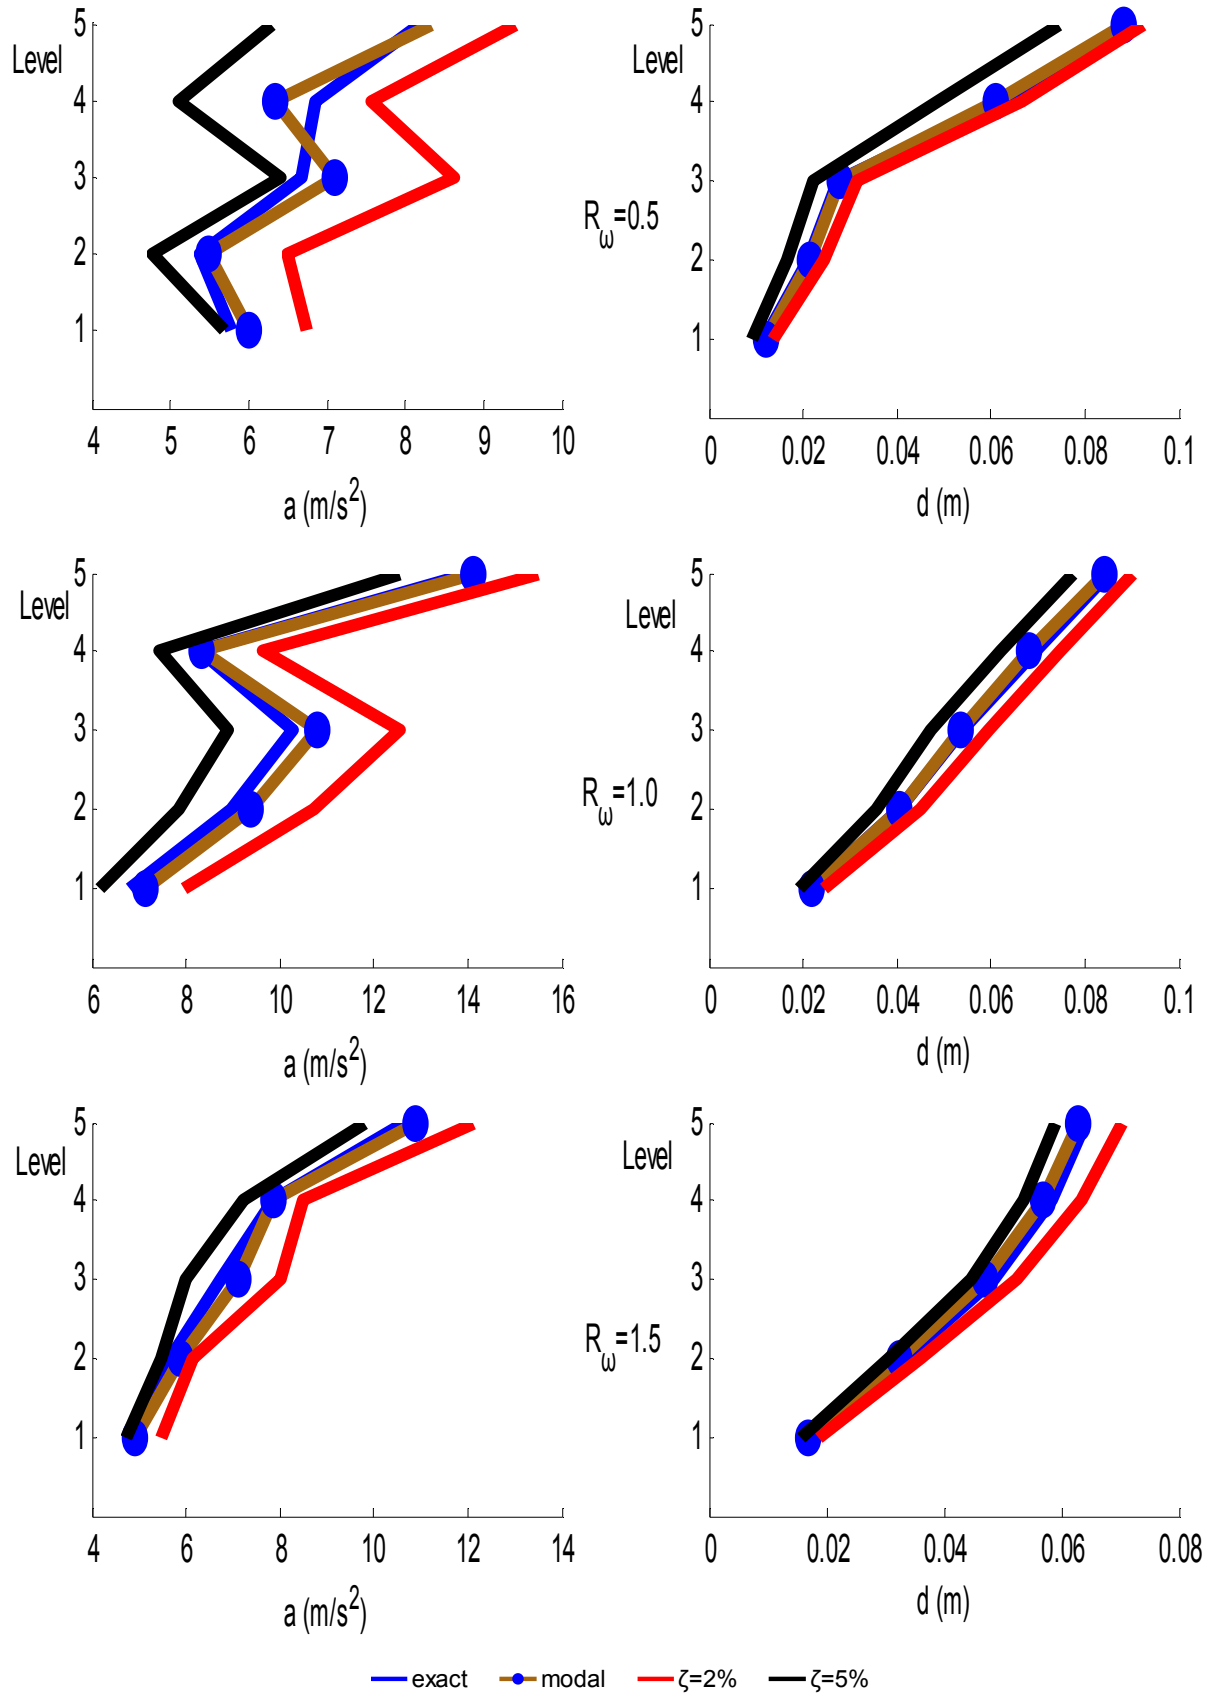 5
Level
4
3
2
1
4 5 6 7 8 9 10
a (m/s²)
5
Level
4
3
2
1
0 0.02 0.04 0.06 0.08 0.1
d (m)
R_ω=0.5
5
Level
4
3
2
1
6 8 10 12 14 16
a (m/s²)
5
Level
4
3
2
1
0 0.02 0.04 0.06 0.08 0.1
d (m)
R_ω=1.0
5
Level
4
3
2
1
4 6 8 10 12 14
a (m/s²)
5
Level
4
3
2
1
0 0.02 0.04 0.06 0.08
d (m)
R_ω=1.5
exact modal ζ=2% ζ=5%